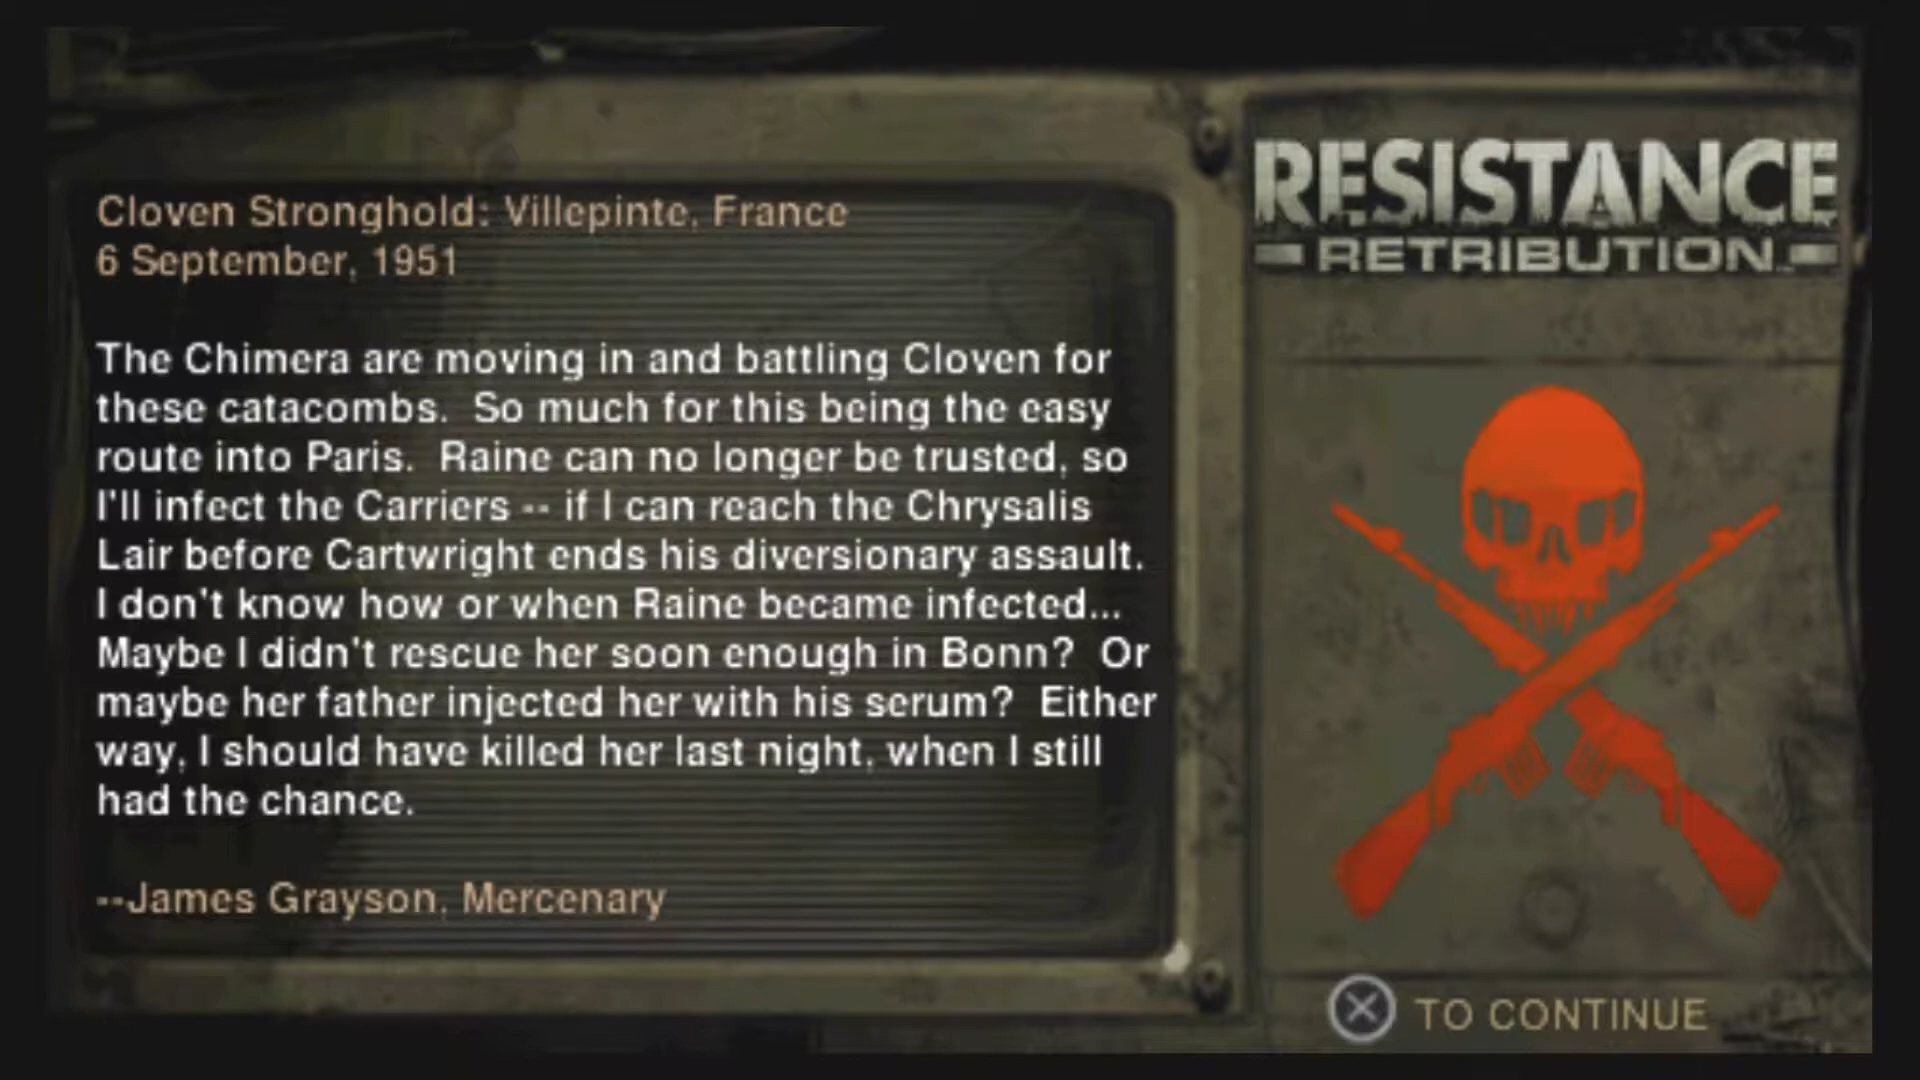 RESISTANCE
RETRIBUTION™
Cloven Stronghold: Villepinte, France
6 September, 1951
The Chimera are moving in and battling Cloven for
these catacombs.  So much for this being the easy
route into Paris.  Raine can no longer be trusted, so
I'll infect the Carriers -- if I can reach the Chrysalis
Lair before Cartwright ends his diversionary assault.
I don't know how or when Raine became infected...
Maybe I didn't rescue her soon enough in Bonn?  Or
maybe her father injected her with his serum?  Either
way, I should have killed her last night, when I still
had the chance.
--James Grayson, Mercenary
TO CONTINUE